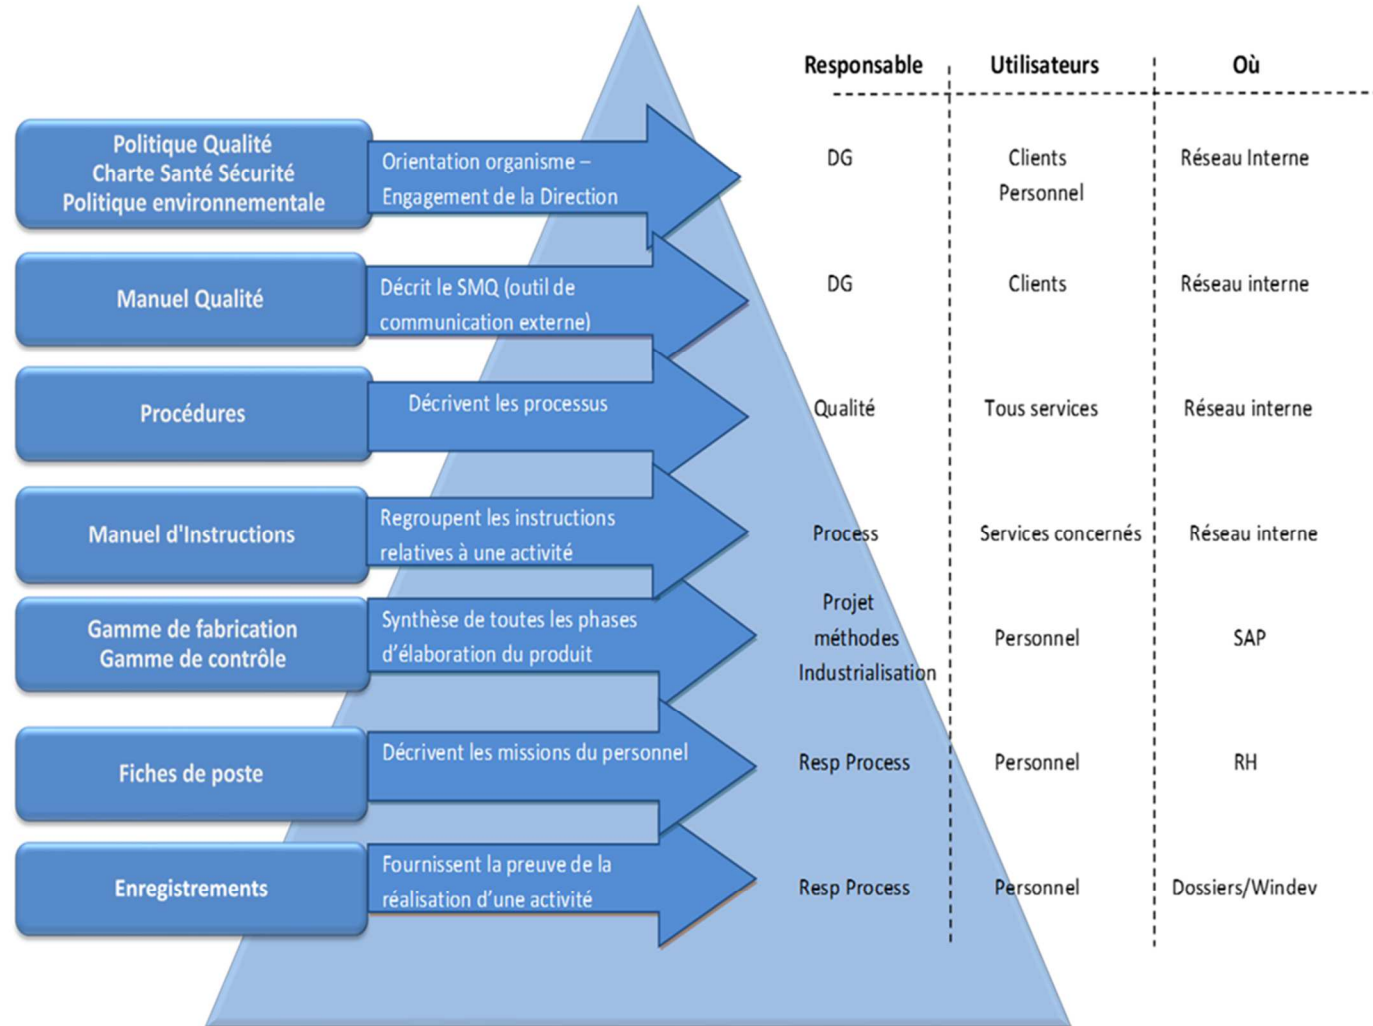 Responsable
Utilisateurs
Où
Politique Qualité
Charte Santé Sécurité
Politique environnementale
Orientation organisme –
Engagement de la Direction
DG
Clients
Personnel
Réseau Interne
Manuel Qualité
Décrit le SMQ (outil de
communication externe)
DG
Clients
Réseau interne
Procédures
Décrivent les processus
Qualité
Tous services
Réseau interne
Manuel d'Instructions
Regroupent les instructions
relatives à une activité
Process
Services concernés
Réseau interne
Gamme de fabrication
Gamme de contrôle
Synthèse de toutes les phases
d’élaboration du produit
Projet
méthodes
Industrialisation
Personnel
SAP
Fiches de poste
Décrivent les missions du personnel
Resp Process
Personnel
RH
Enregistrements
Fournissent la preuve de la
réalisation d’une activité
Resp Process
Personnel
Dossiers/Windev